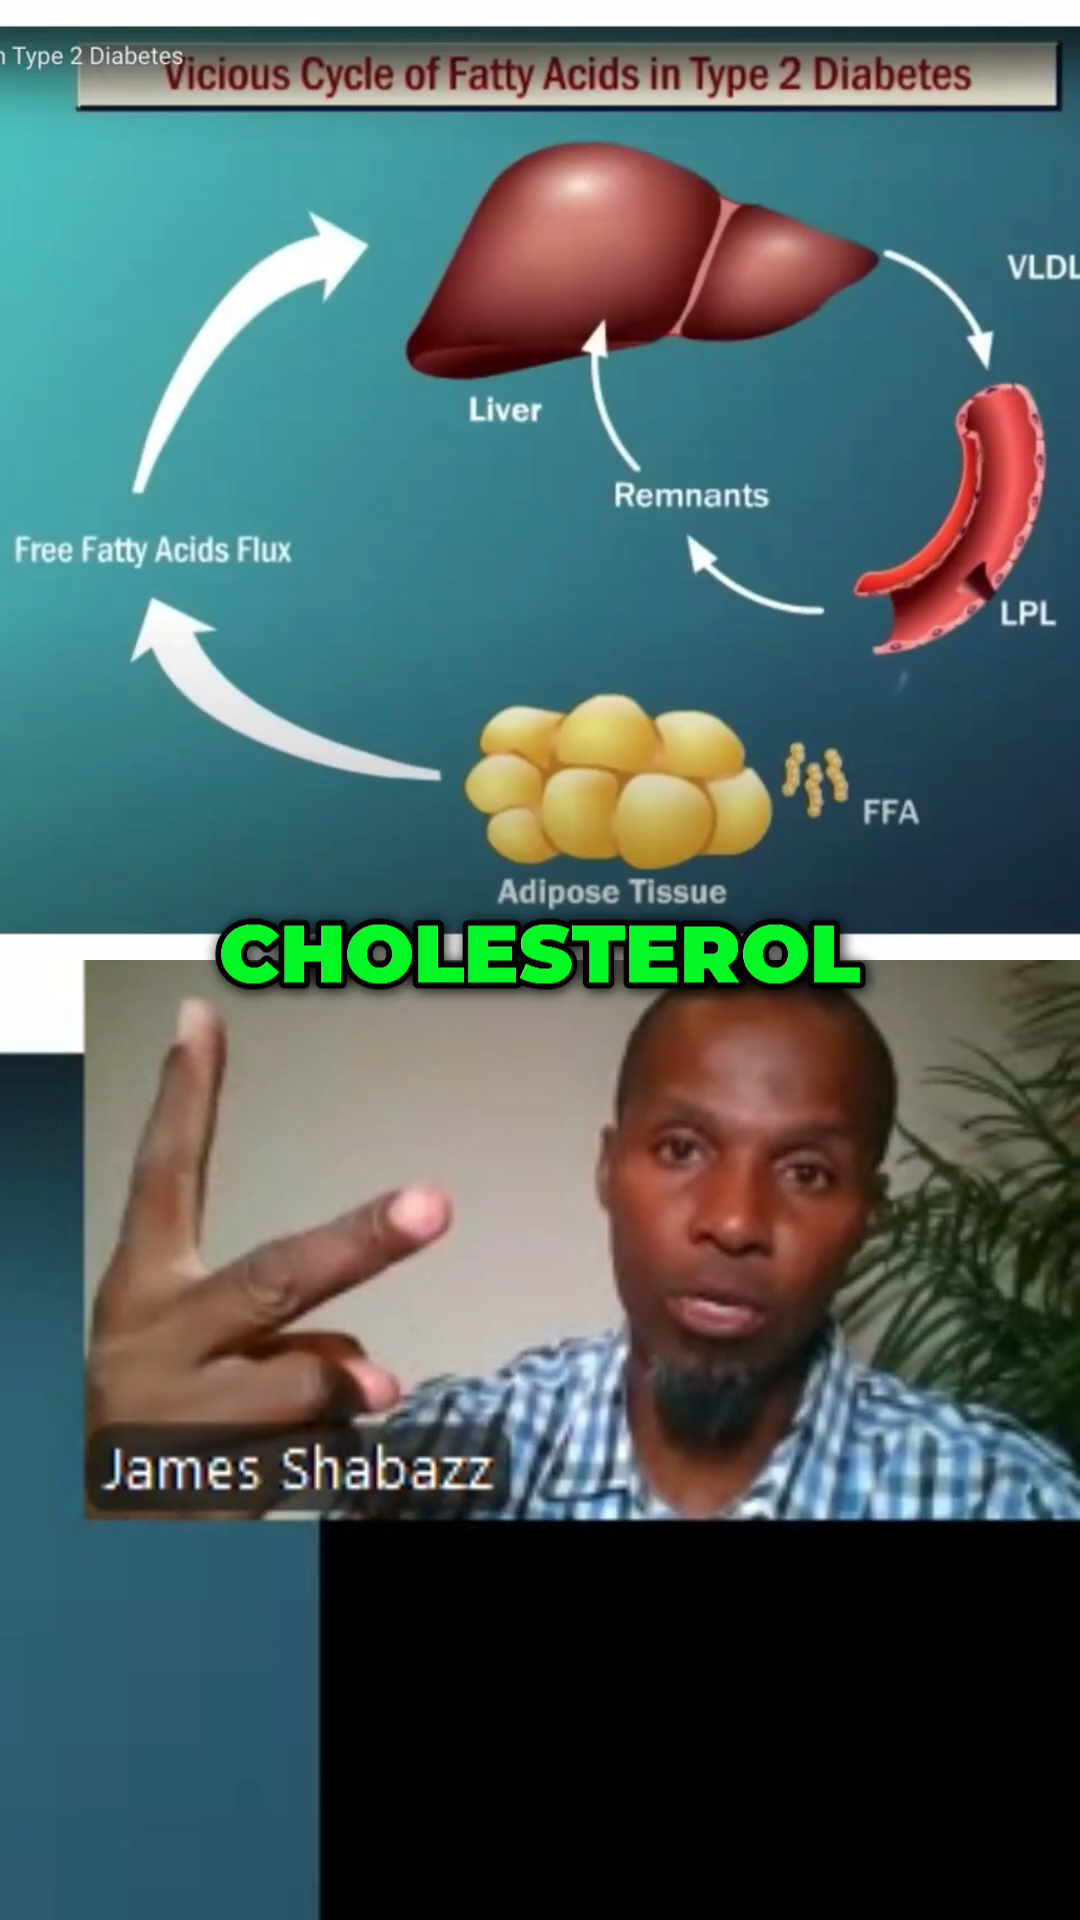 n Type 2 Diabetes
Vicious Cycle of Fatty Acids in Type 2 Diabetes
VLDL
Liver
Remnants
Free Fatty Acids Flux
LPL
FFA
Adipose Tissue
CHOLESTEROL
James Shabazz